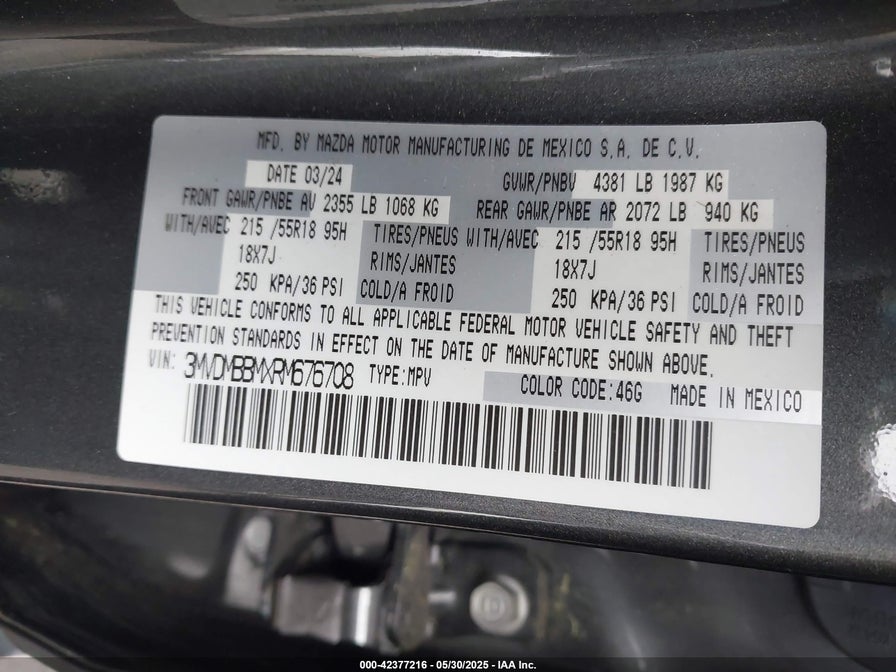 MFD. BY MAZDA MOTOR MANUFACTURING DE MEXICO S.A. DE C.V.
DATE 03/24 GVWR/PNBV 4381 LB 1987 KG
FRONT GAWR/PNBE AV 2355 LB 1068 KG REAR GAWR/PNBE AR 2072 LB 940 KG
WITH/AVEC 215 /55R18 95H TIRES/PNEUS WITH/AVEC 215 /55R18 95H TIRES/PNEUS
18X7J RIMS/JANTES 18X7J RIMS/JANTES
250 KPA/36 PSI COLD/A FROID 250 KPA/36 PSI COLD/A FROID
THIS VEHICLE CONFORMS TO ALL APPLICABLE FEDERAL MOTOR VEHICLE SAFETY AND THEFT
PREVENTION STANDARDS IN EFFECT ON THE DATE OF MANUFACTURE SHOWN ABOVE.
VIN: 3MVDMBBMXRM676708 TYPE:MPV COLOR CODE:46G MADE IN MEXICO
000-42377216 - 05/30/2025 - IAA Inc.